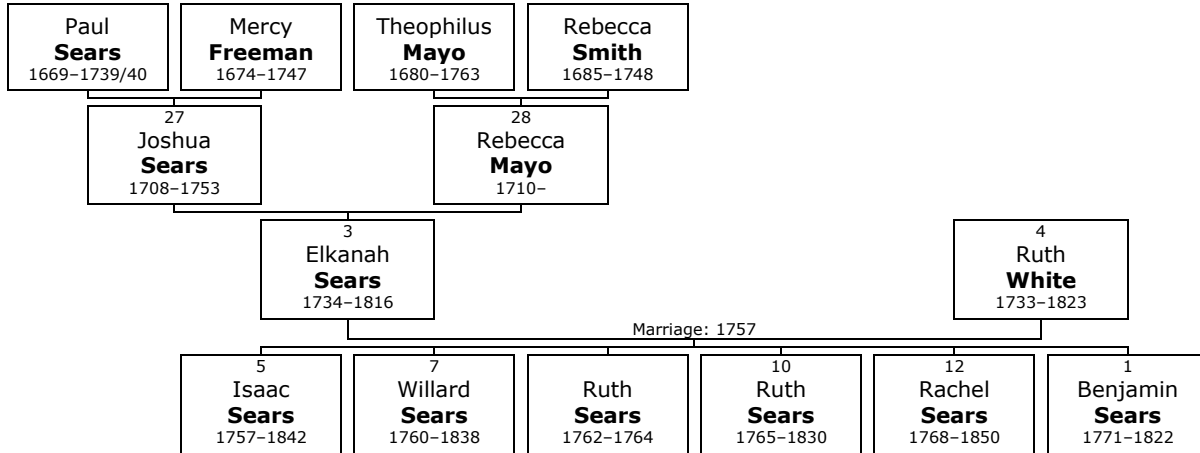 Paul
Sears
1669–1739/40
Mercy
Freeman
1674–1747
Theophilus
Mayo
1680–1763
Rebecca
Smith
1685–1748
27
Joshua
Sears
1708–1753
28
Rebecca
Mayo
1710–
3
Elkanah
Sears
1734–1816
4
Ruth
White
1733–1823
Marriage: 1757
5
Isaac
Sears
1757–1842
7
Willard
Sears
1760–1838
Ruth
Sears
1762–1764
10
Ruth
Sears
1765–1830
12
Rachel
Sears
1768–1850
1
Benjamin
Sears
1771–1822